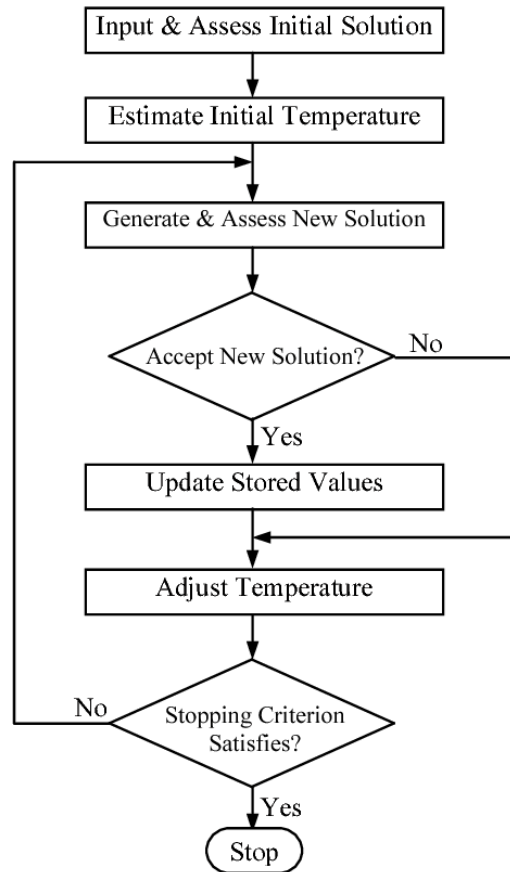 Input & Assess Initial Solution
Estimate Initial Temperature
Generate & Assess New Solution
Accept New Solution?
No
Yes
Update Stored Values
Adjust Temperature
No
Stopping Criterion
Satisfies?
Yes
Stop